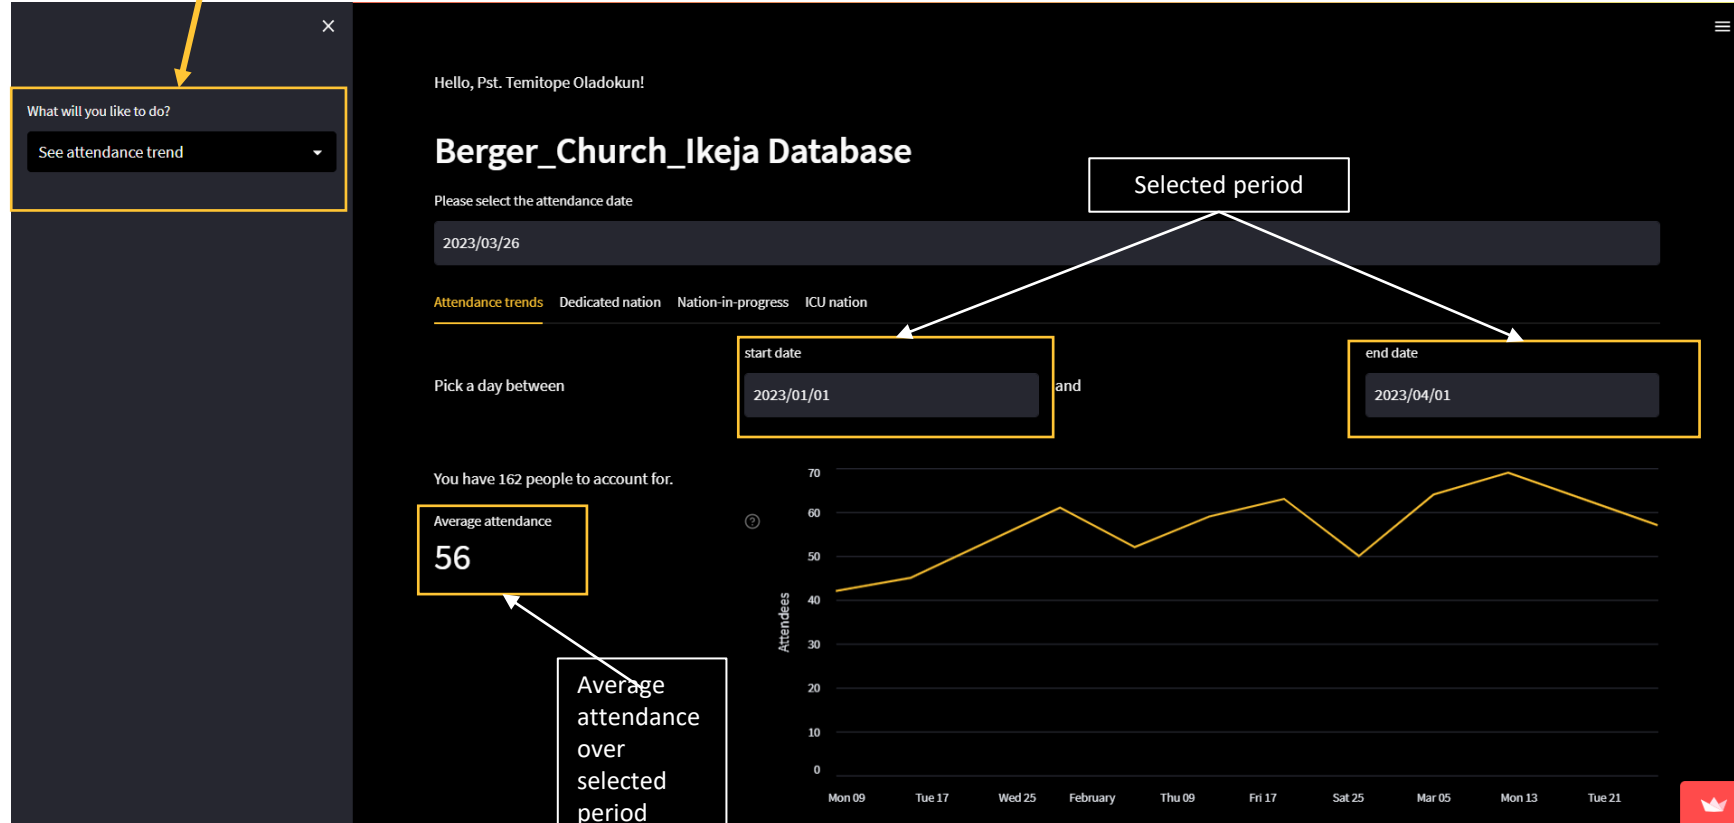 What will you like to do?
See attendance trend
Hello, Pst. Temitope Oladokun!
Berger_Church_Ikeja Database
Selected period
Please select the attendance date
2023/03/26
Attendance trends Dedicated nation Nation-in-progress ICU nation
start date
end date
Pick a day between
2023/01/01
and
2023/04/01
You have 162 people to account for.
Average attendance
56
Average
attendance
over
selected
period
Attendees
70
60
50
40
30
20
10
0
Mon 09 Tue 17 Wed 25 February Thu 09 Fri 17 Sat 25 Mar 05 Mon 13 Tue 21